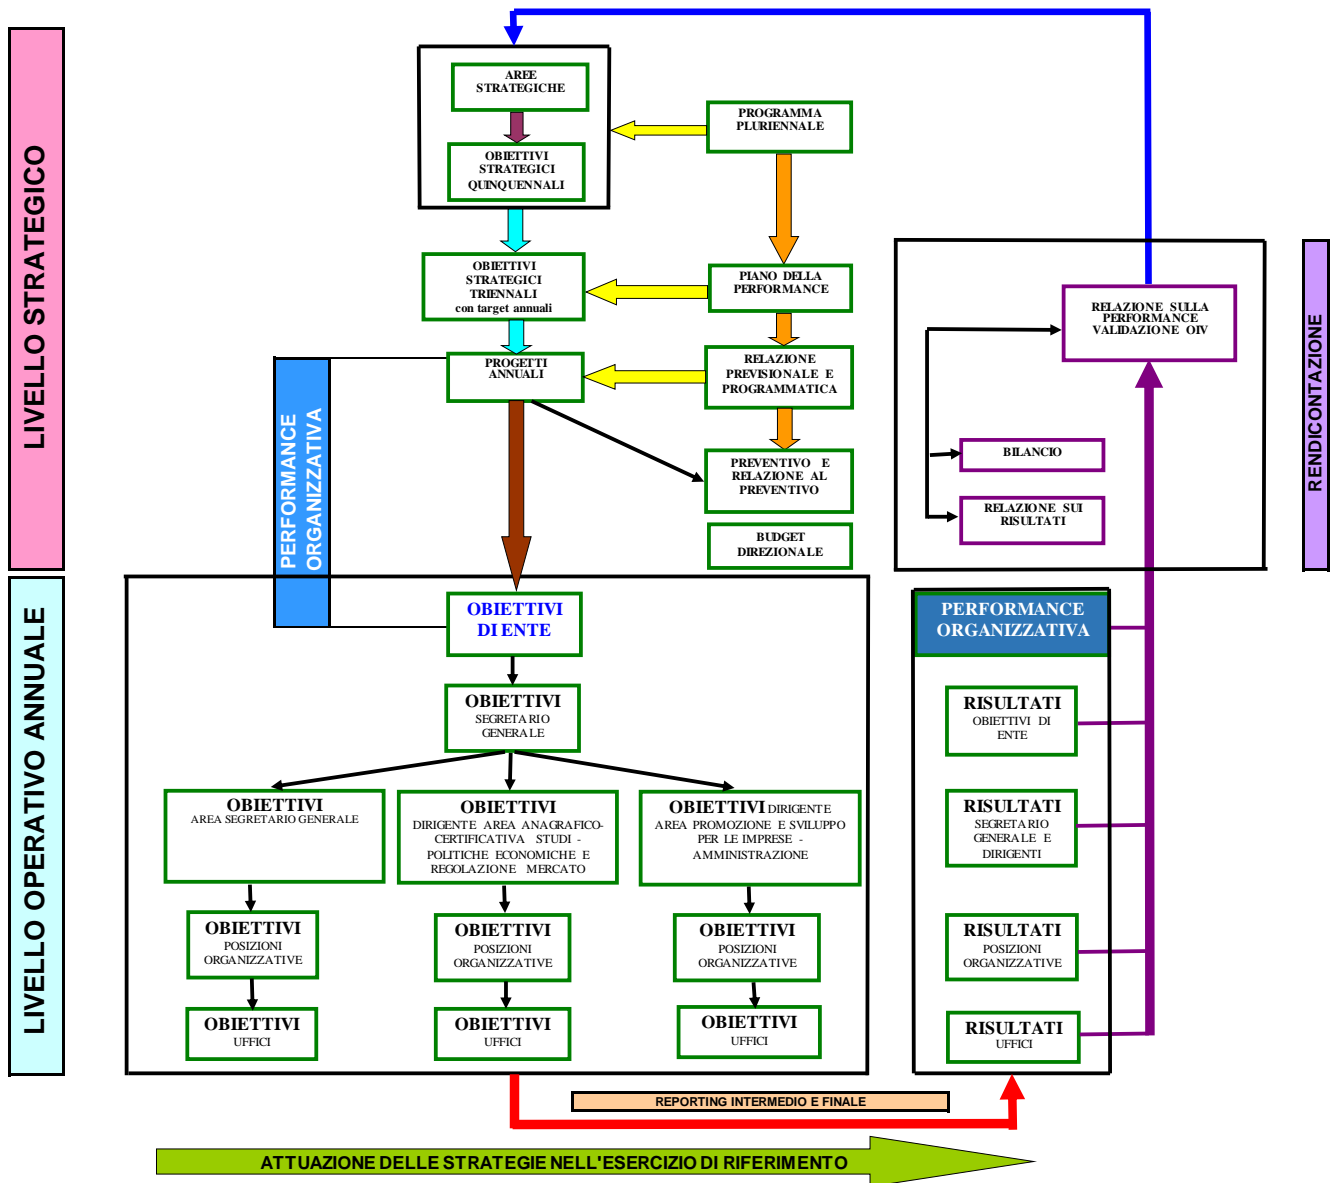 LIVELLO STRATEGICO
AREE
STRATEGICHE
OBIETTIVI
STRATEGICI
QUINQUENNALI
PROGRAMMA
PLURIENNALE
OBIETTIVI
STRATEGICI
TRIENNALI
con target annuali
PIANO DELLA
PERFORMANCE
PROGETTI
ANNUALI
RELAZIONE
PREVISIONALE E
PROGRAMMATICA
PREVENTIVO E
RELAZIONE AL
PREVENTIVO
BUDGET
DIREZIONALE
PERFORMANCE
ORGANIZZATIVA
RELAZIONE SULLA
PERFORMANCE
VALIDAZIONE OIV
BILANCIO
RELAZIONE SUI
RISULTATI
RENDICONTAZIONE
LIVELLO OPERATIVO ANNUALE
OBIETTIVI
DI ENTE
OBIETTIVI
SEGRETARIO
GENERALE
OBIETTIVI
AREA SEGRETARIO GENERALE
OBIETTIVI
DIRIGENTE AREA ANAGRAFICO-
CERTIFICATIVA STUDI -
POLITICHE ECONOMICHE E
REGOLAZIONE MERCATO
OBIETTIVI DIRIGENTE
AREA PROMOZIONE E SVILUPPO
PER LE IMPRESE -
AMMINISTRAZIONE
OBIETTIVI
POSIZIONI
ORGANIZZATIVE
OBIETTIVI
POSIZIONI
ORGANIZZATIVE
OBIETTIVI
POSIZIONI
ORGANIZZATIVE
OBIETTIVI
UFFICI
OBIETTIVI
UFFICI
OBIETTIVI
UFFICI
PERFORMANCE
ORGANIZZATIVA
RISULTATI
OBIETTIVI DI
ENTE
RISULTATI
SEGRETARIO
GENERALE E
DIRIGENTI
RISULTATI
POSIZIONI
ORGANIZZATIVE
RISULTATI
UFFICI
REPORTING INTERMEDIO E FINALE
ATTUAZIONE DELLE STRATEGIE NELL'ESERCIZIO DI RIFERIMENTO